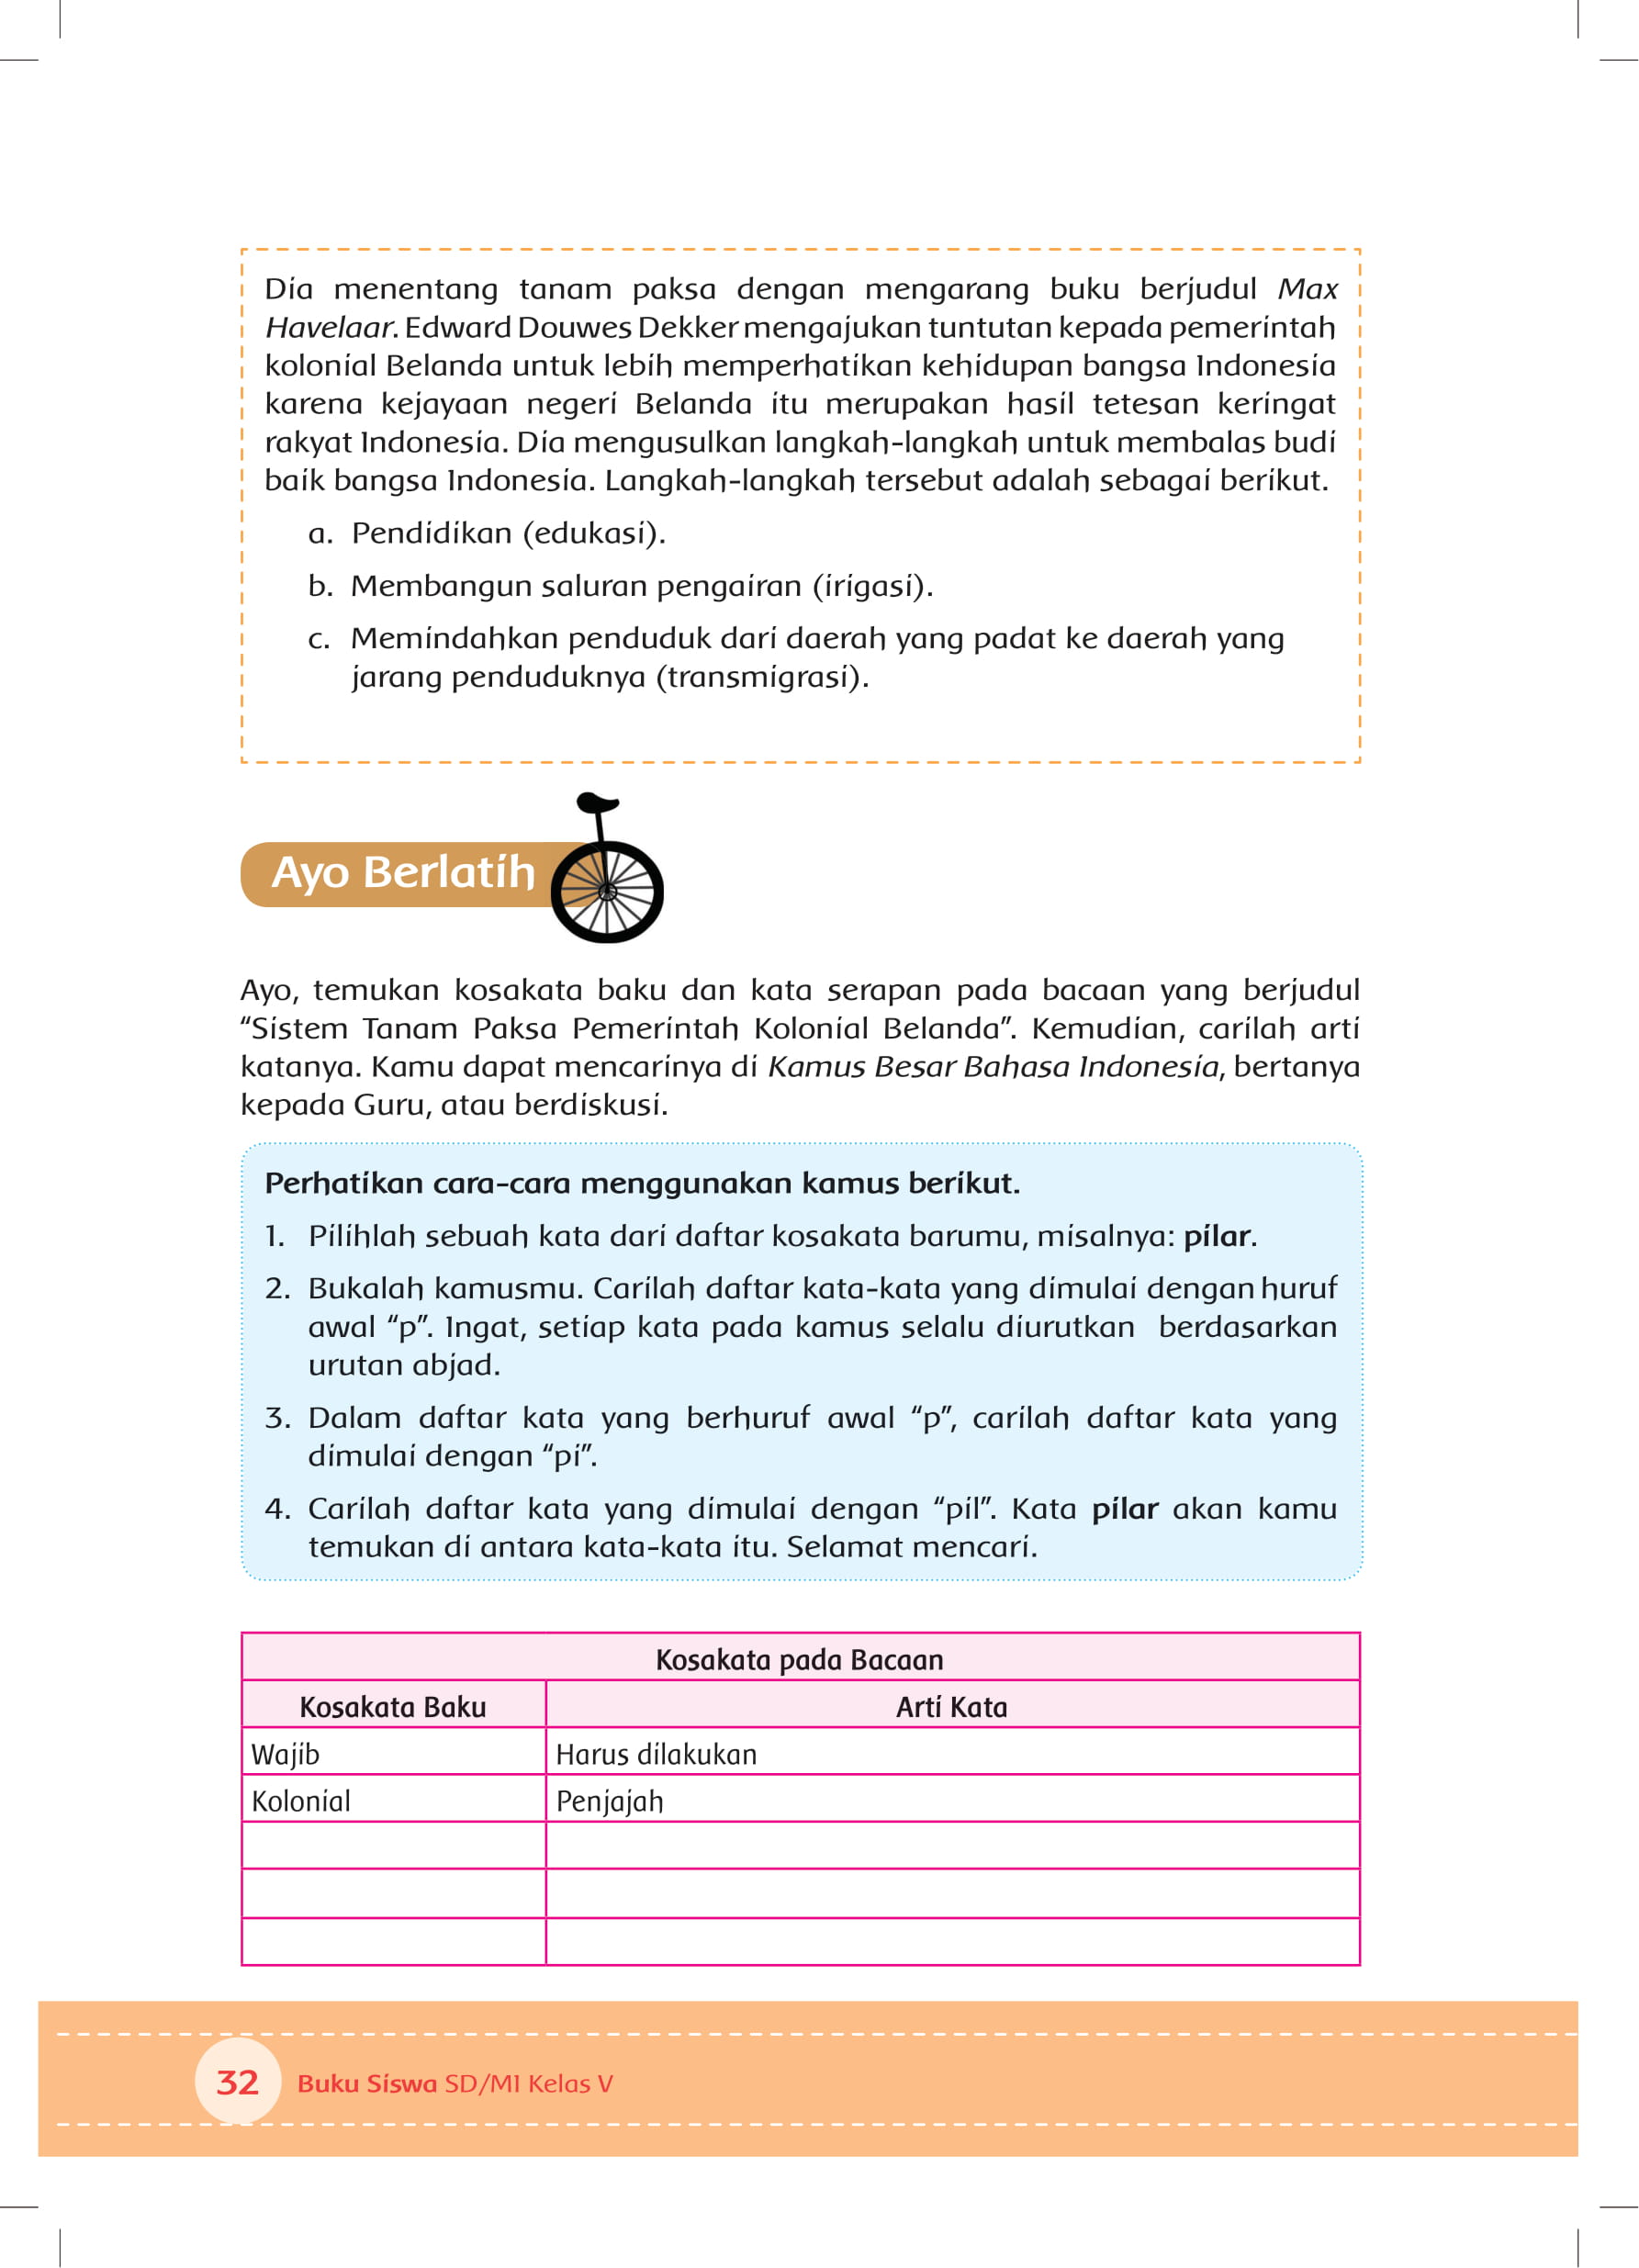 Dia menentang tanam paksa dengan mengarang buku berjudul Max
Havelaar. Edward Douwes Dekker mengajukan tuntutan kepada pemerintah
kolonial Belanda untuk lebih memperhatikan kehidupan bangsa Indonesia
karena kejayaan negeri Belanda itu merupakan hasil tetesan keringat
rakyat Indonesia. Dia mengusulkan langkah-langkah untuk membalas budi
baik bangsa Indonesia. Langkah-langkah tersebut adalah sebagai berikut.
a. Pendidikan (edukasi).
b. Membangun saluran pengairan (irigasi).
c. Memindahkan penduduk dari daerah yang padat ke daerah yang
jarang penduduknya (transmigrasi).
Ayo Berlatih
Ayo, temukan kosakata baku dan kata serapan pada bacaan yang berjudul
“Sistem Tanam Paksa Pemerintah Kolonial Belanda”. Kemudian, carilah arti
katanya. Kamu dapat mencarinya di Kamus Besar Bahasa Indonesia, bertanya
kepada Guru, atau berdiskusi.
Perhatikan cara-cara menggunakan kamus berikut.
1. Pilihlah sebuah kata dari daftar kosakata barumu, misalnya: pilar.
2. Bukalah kamusmu. Carilah daftar kata-kata yang dimulai dengan huruf
awal “p”. Ingat, setiap kata pada kamus selalu diurutkan berdasarkan
urutan abjad.
3. Dalam daftar kata yang berhuruf awal “p”, carilah daftar kata yang
dimulai dengan “pi”.
4. Carilah daftar kata yang dimulai dengan “pil”. Kata pilar akan kamu
temukan di antara kata-kata itu. Selamat mencari.
Kosakata pada Bacaan
Kosakata Baku Arti Kata
Wajib Harus dilakukan
Kolonial Penjajah
32 Buku Siswa SD/MI Kelas V